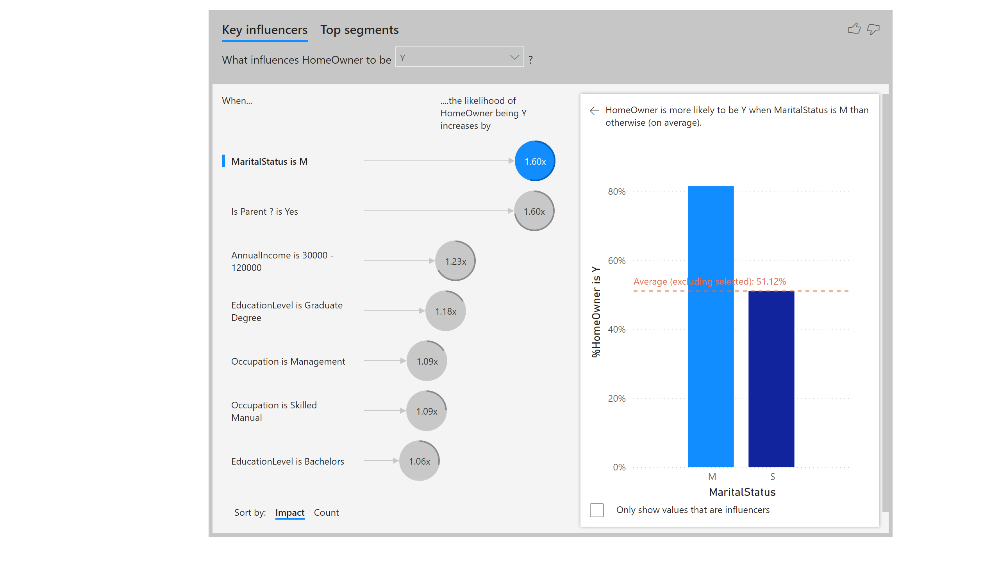 Key influencers Top segments
What influences HomeOwner to be Y ?
When...
....the likelihood of
HomeOwner being Y
increases by
MaritalStatus is M
1.60x
Is Parent ? is Yes
1.60x
AnnualIncome is 30000 -
120000
1.23x
EducationLevel is Graduate
Degree
1.18x
Occupation is Management
1.09x
Occupation is Skilled
Manual
1.09x
EducationLevel is Bachelors
1.06x
Sort by: Impact Count
HomeOwner is more likely to be Y when MaritalStatus is M than
otherwise (on average).
%HomeOwner is Y
80%
60%
Average (excluding selected): 51.12%
40%
20%
0%
M S
MaritalStatus
Only show values that are influencers